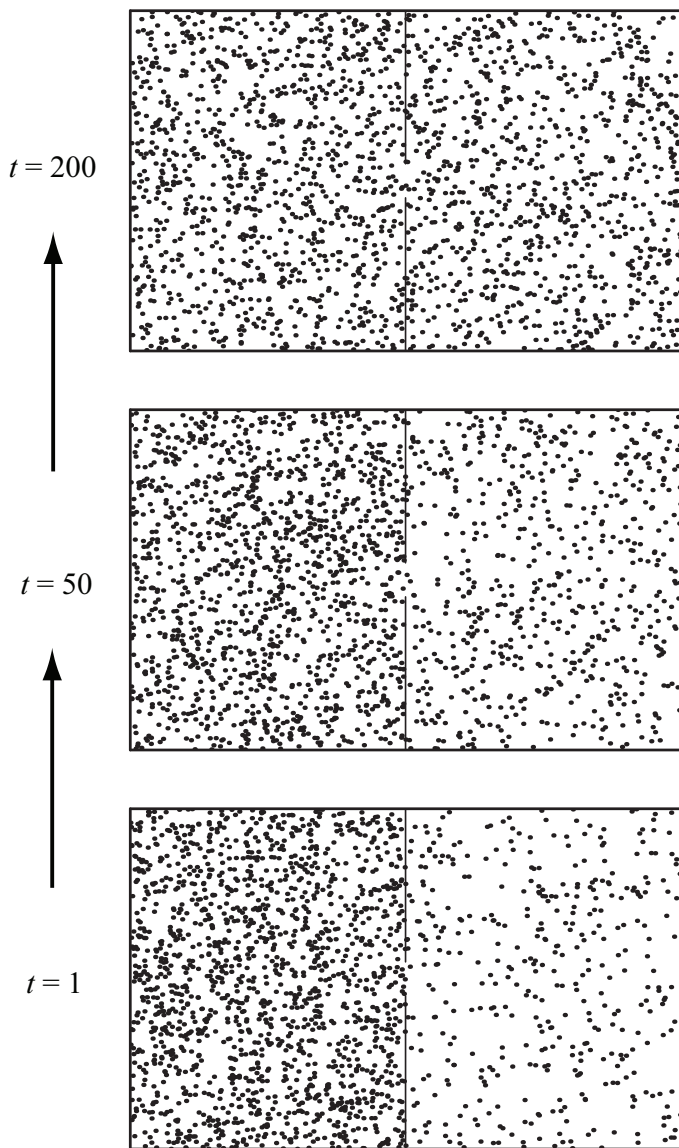 t = 200
t = 50
t = 1